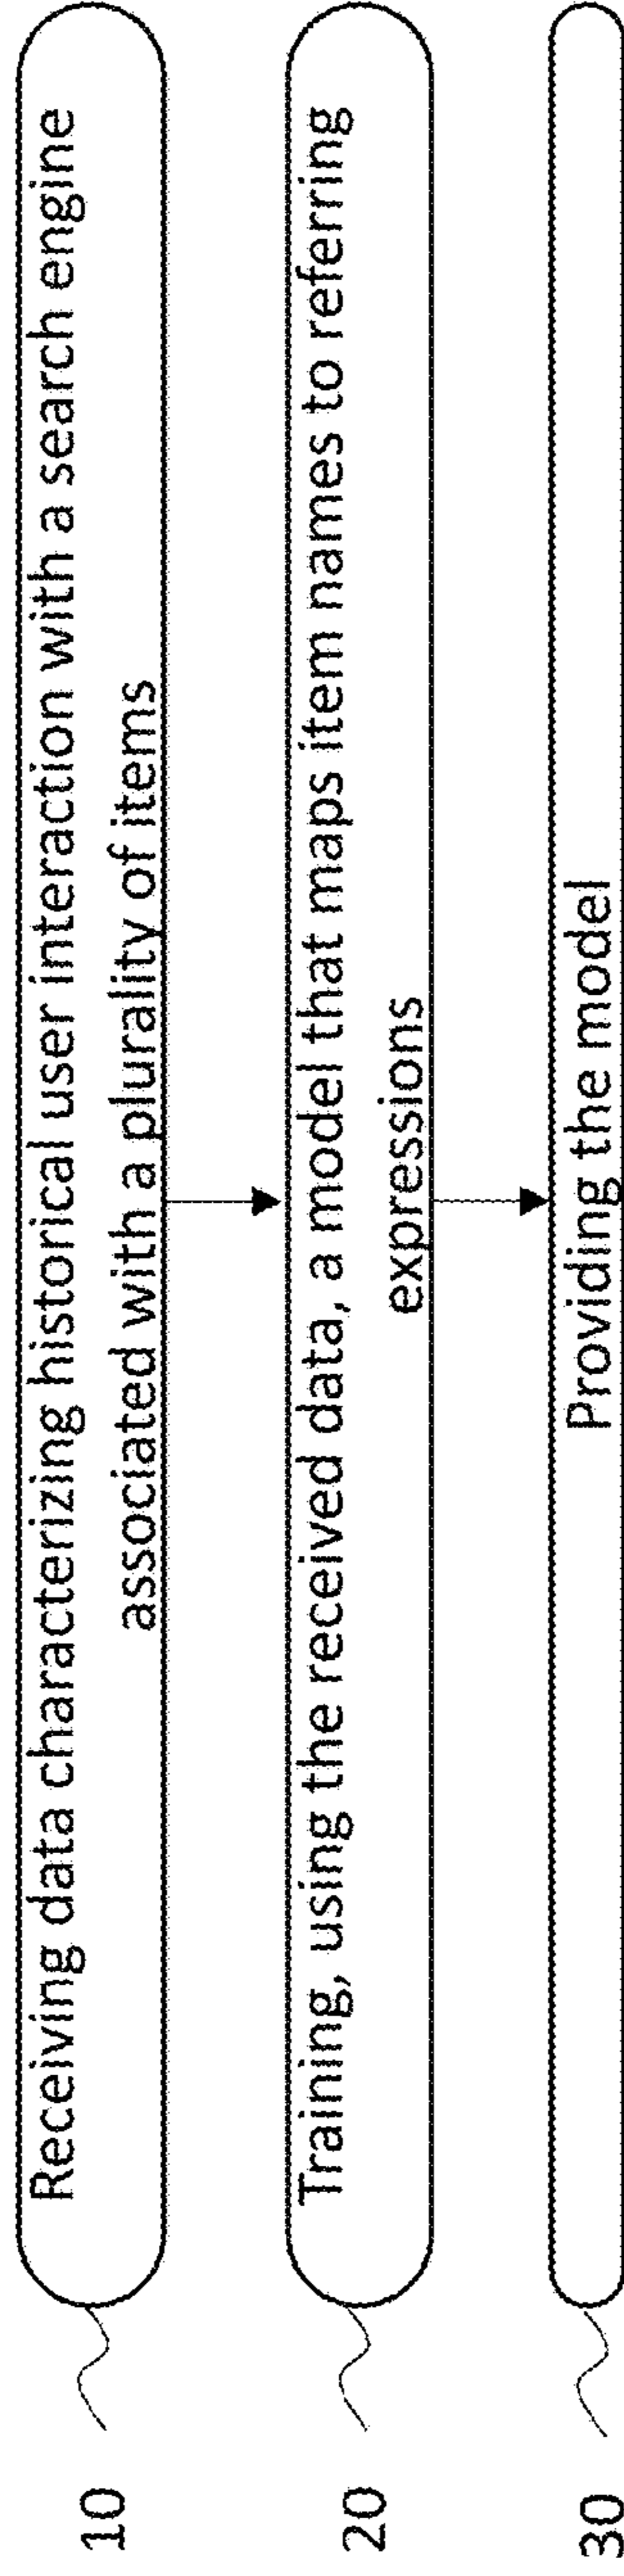 10
Receiving data characterizing historical user interaction with a search engine
associated with a plurality of items
20
Training, using the received data, a model that maps item names to referring
expressions
30
Providing the model